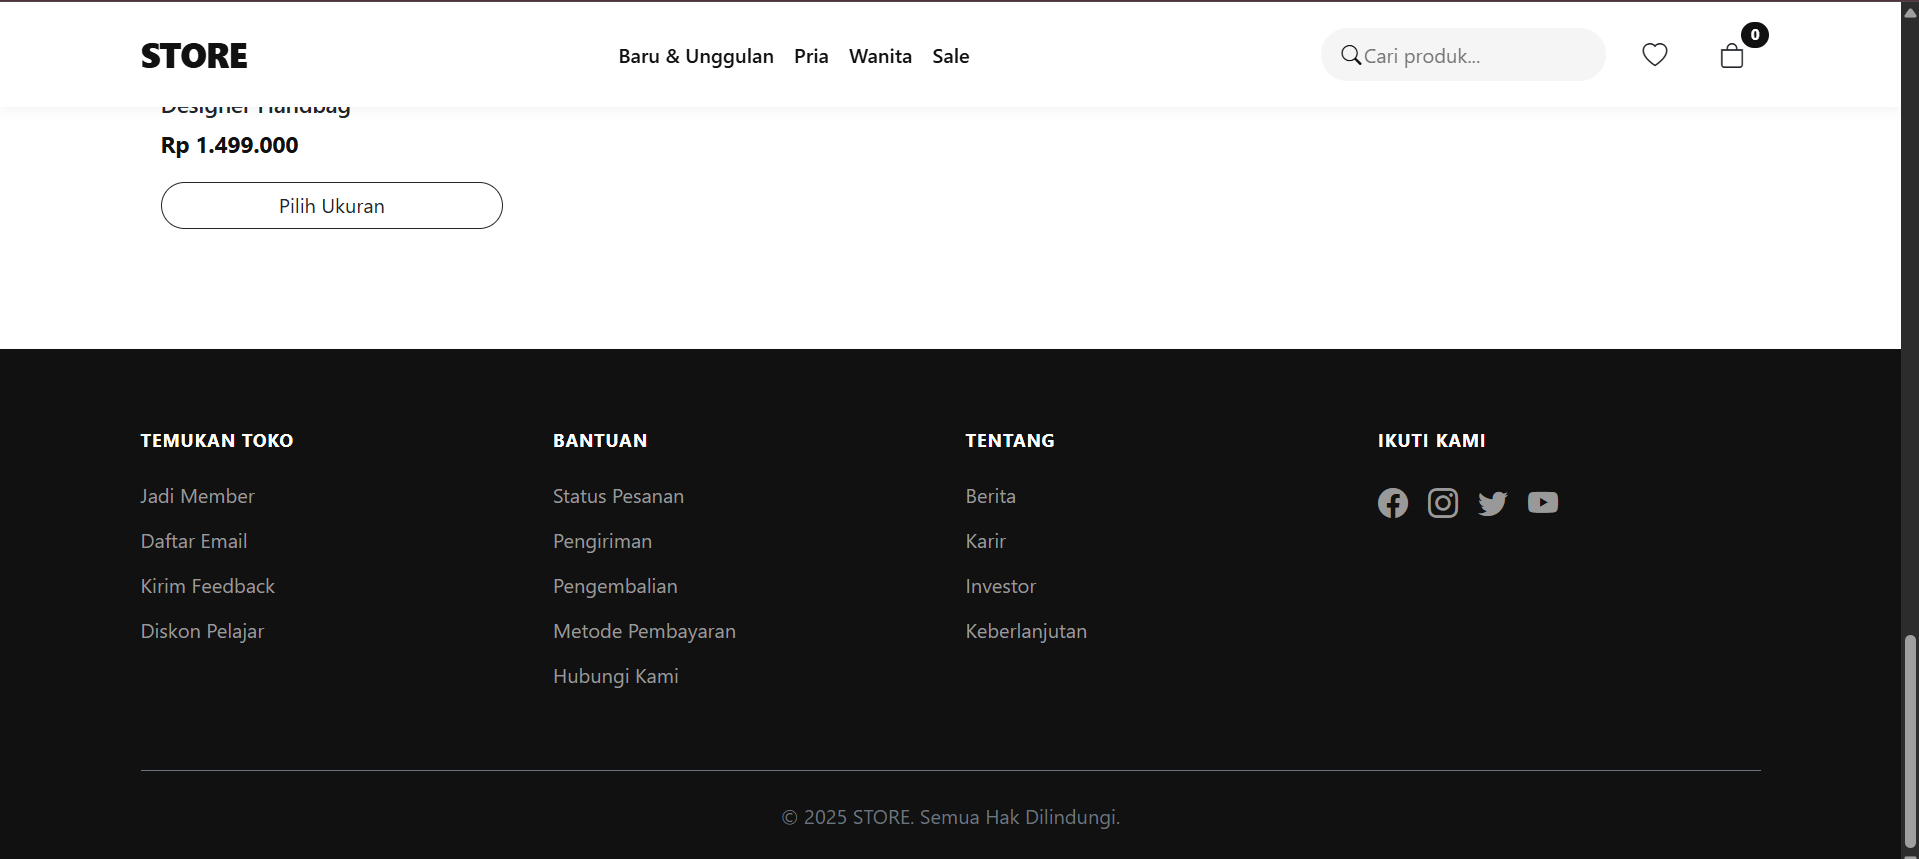 STORE
Baru & Unggulan Pria Wanita Sale
Cari produk...
0
Designer Handbag
Rp 1.499.000
Pilih Ukuran
TEMUKAN TOKO
Jadi Member
Daftar Email
Kirim Feedback
Diskon Pelajar
BANTUAN
Status Pesanan
Pengiriman
Pengembalian
Metode Pembayaran
Hubungi Kami
TENTANG
Berita
Karir
Investor
Keberlanjutan
IKUTI KAMI
© 2025 STORE. Semua Hak Dilindungi.